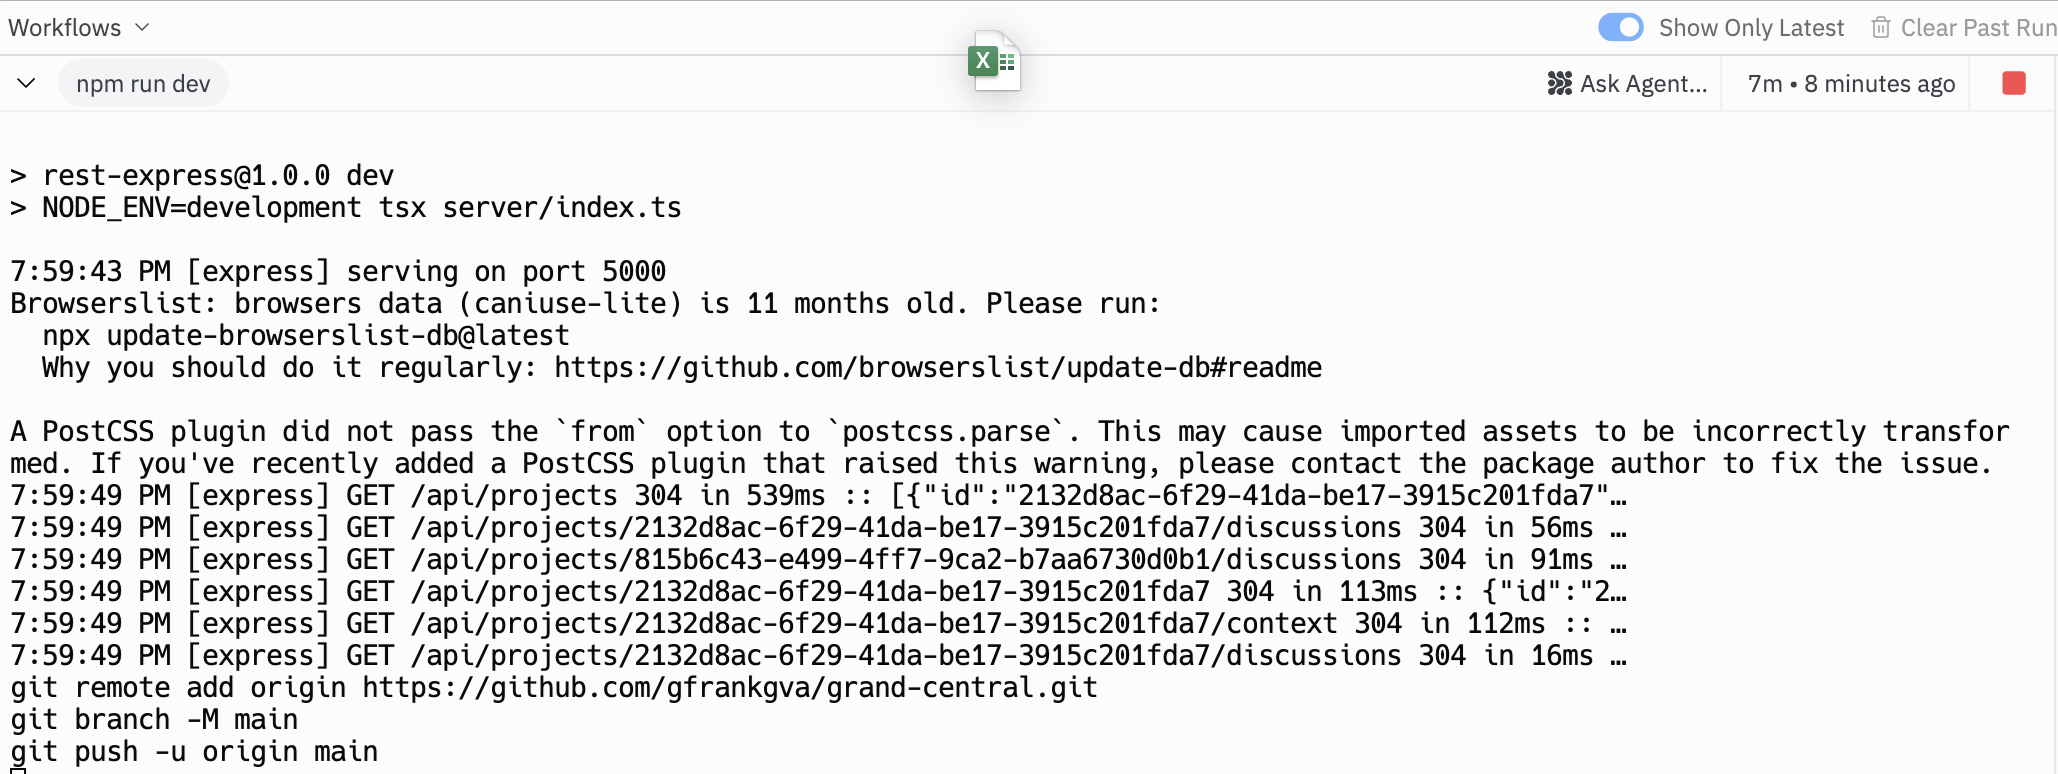 Workflows
Show Only Latest
Clear Past Run
npm run dev
Ask Agent...
7m • 8 minutes ago
X
> rest-express@1.0.0 dev
> NODE_ENV=development tsx server/index.ts
7:59:43 PM [express] serving on port 5000
Browserslist: browsers data (caniuse-lite) is 11 months old. Please run:
  npx update-browserslist-db@latest
  Why you should do it regularly: https://github.com/browserslist/update-db#readme
A PostCSS plugin did not pass the `from` option to `postcss.parse`. This may cause imported assets to be incorrectly transfor
med. If you've recently added a PostCSS plugin that raised this warning, please contact the package author to fix the issue.
7:59:49 PM [express] GET /api/projects 304 in 539ms :: [{"id":"2132d8ac-6f29-41da-be17-3915c201fda7"…
7:59:49 PM [express] GET /api/projects/2132d8ac-6f29-41da-be17-3915c201fda7/discussions 304 in 56ms …
7:59:49 PM [express] GET /api/projects/815b6c43-e499-4ff7-9ca2-b7aa6730d0b1/discussions 304 in 91ms …
7:59:49 PM [express] GET /api/projects/2132d8ac-6f29-41da-be17-3915c201fda7 304 in 113ms :: {"id":"2…
7:59:49 PM [express] GET /api/projects/2132d8ac-6f29-41da-be17-3915c201fda7/context 304 in 112ms :: …
7:59:49 PM [express] GET /api/projects/2132d8ac-6f29-41da-be17-3915c201fda7/discussions 304 in 16ms …
git remote add origin https://github.com/gfrankgva/grand-central.git
git branch -M main
git push -u origin main